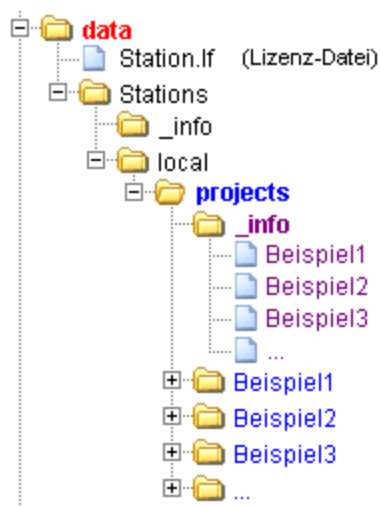 data
Station.lf (Lizenz-Datei)
Stations
_info
local
projects
_info
Beispiel1
Beispiel2
Beispiel3
...
Beispiel1
Beispiel2
Beispiel3
...